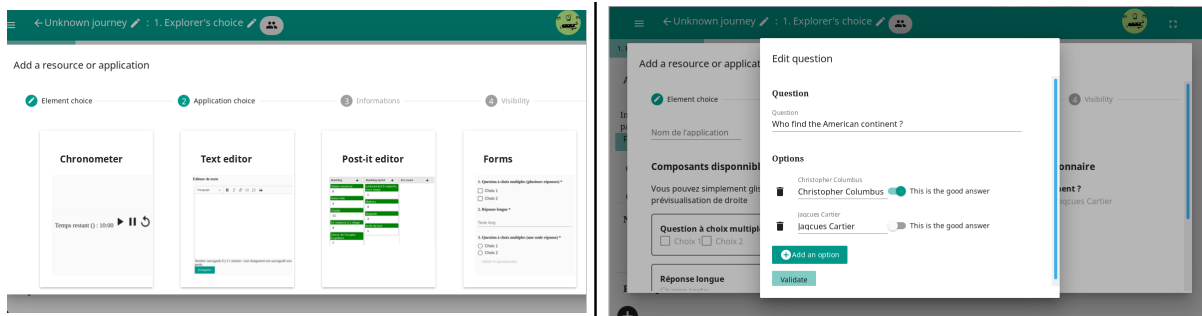 Unknown journey : 1. Explorer's choice
Add a resource or application
Element choice
2 Application choice
3 Informations
4 Visibility
Chronometer
Temps restant () : 10:00
Text editor
Paragraph
Post-it editor
Forms
1. Question à choix multiples (plusieurs réponses) *
Choix 1
Choix 2
2. Réponse longue *
Texte long
3. Question à choix multiples (une seule réponse) *
Choix 1
Choix 2
Unknown journey : 1. Explorer's choice
Add a resource or applicat
Element choice
4 Visibility
Nom de l'application
Composants disponibl
onnaire
Vous pouvez simplement glis
prévisualisation de droite
ent ?
acques Cartier
Question à choix multipl
Choix 1 Choix 2
Réponse longue
Edit question
Question
Question
Who find the American continent ?
Options
Christopher Columbus
Christopher Columbus This is the good answer
Jaqcues Cartier
Jaqcues Cartier This is the good answer
Add an option
Validate